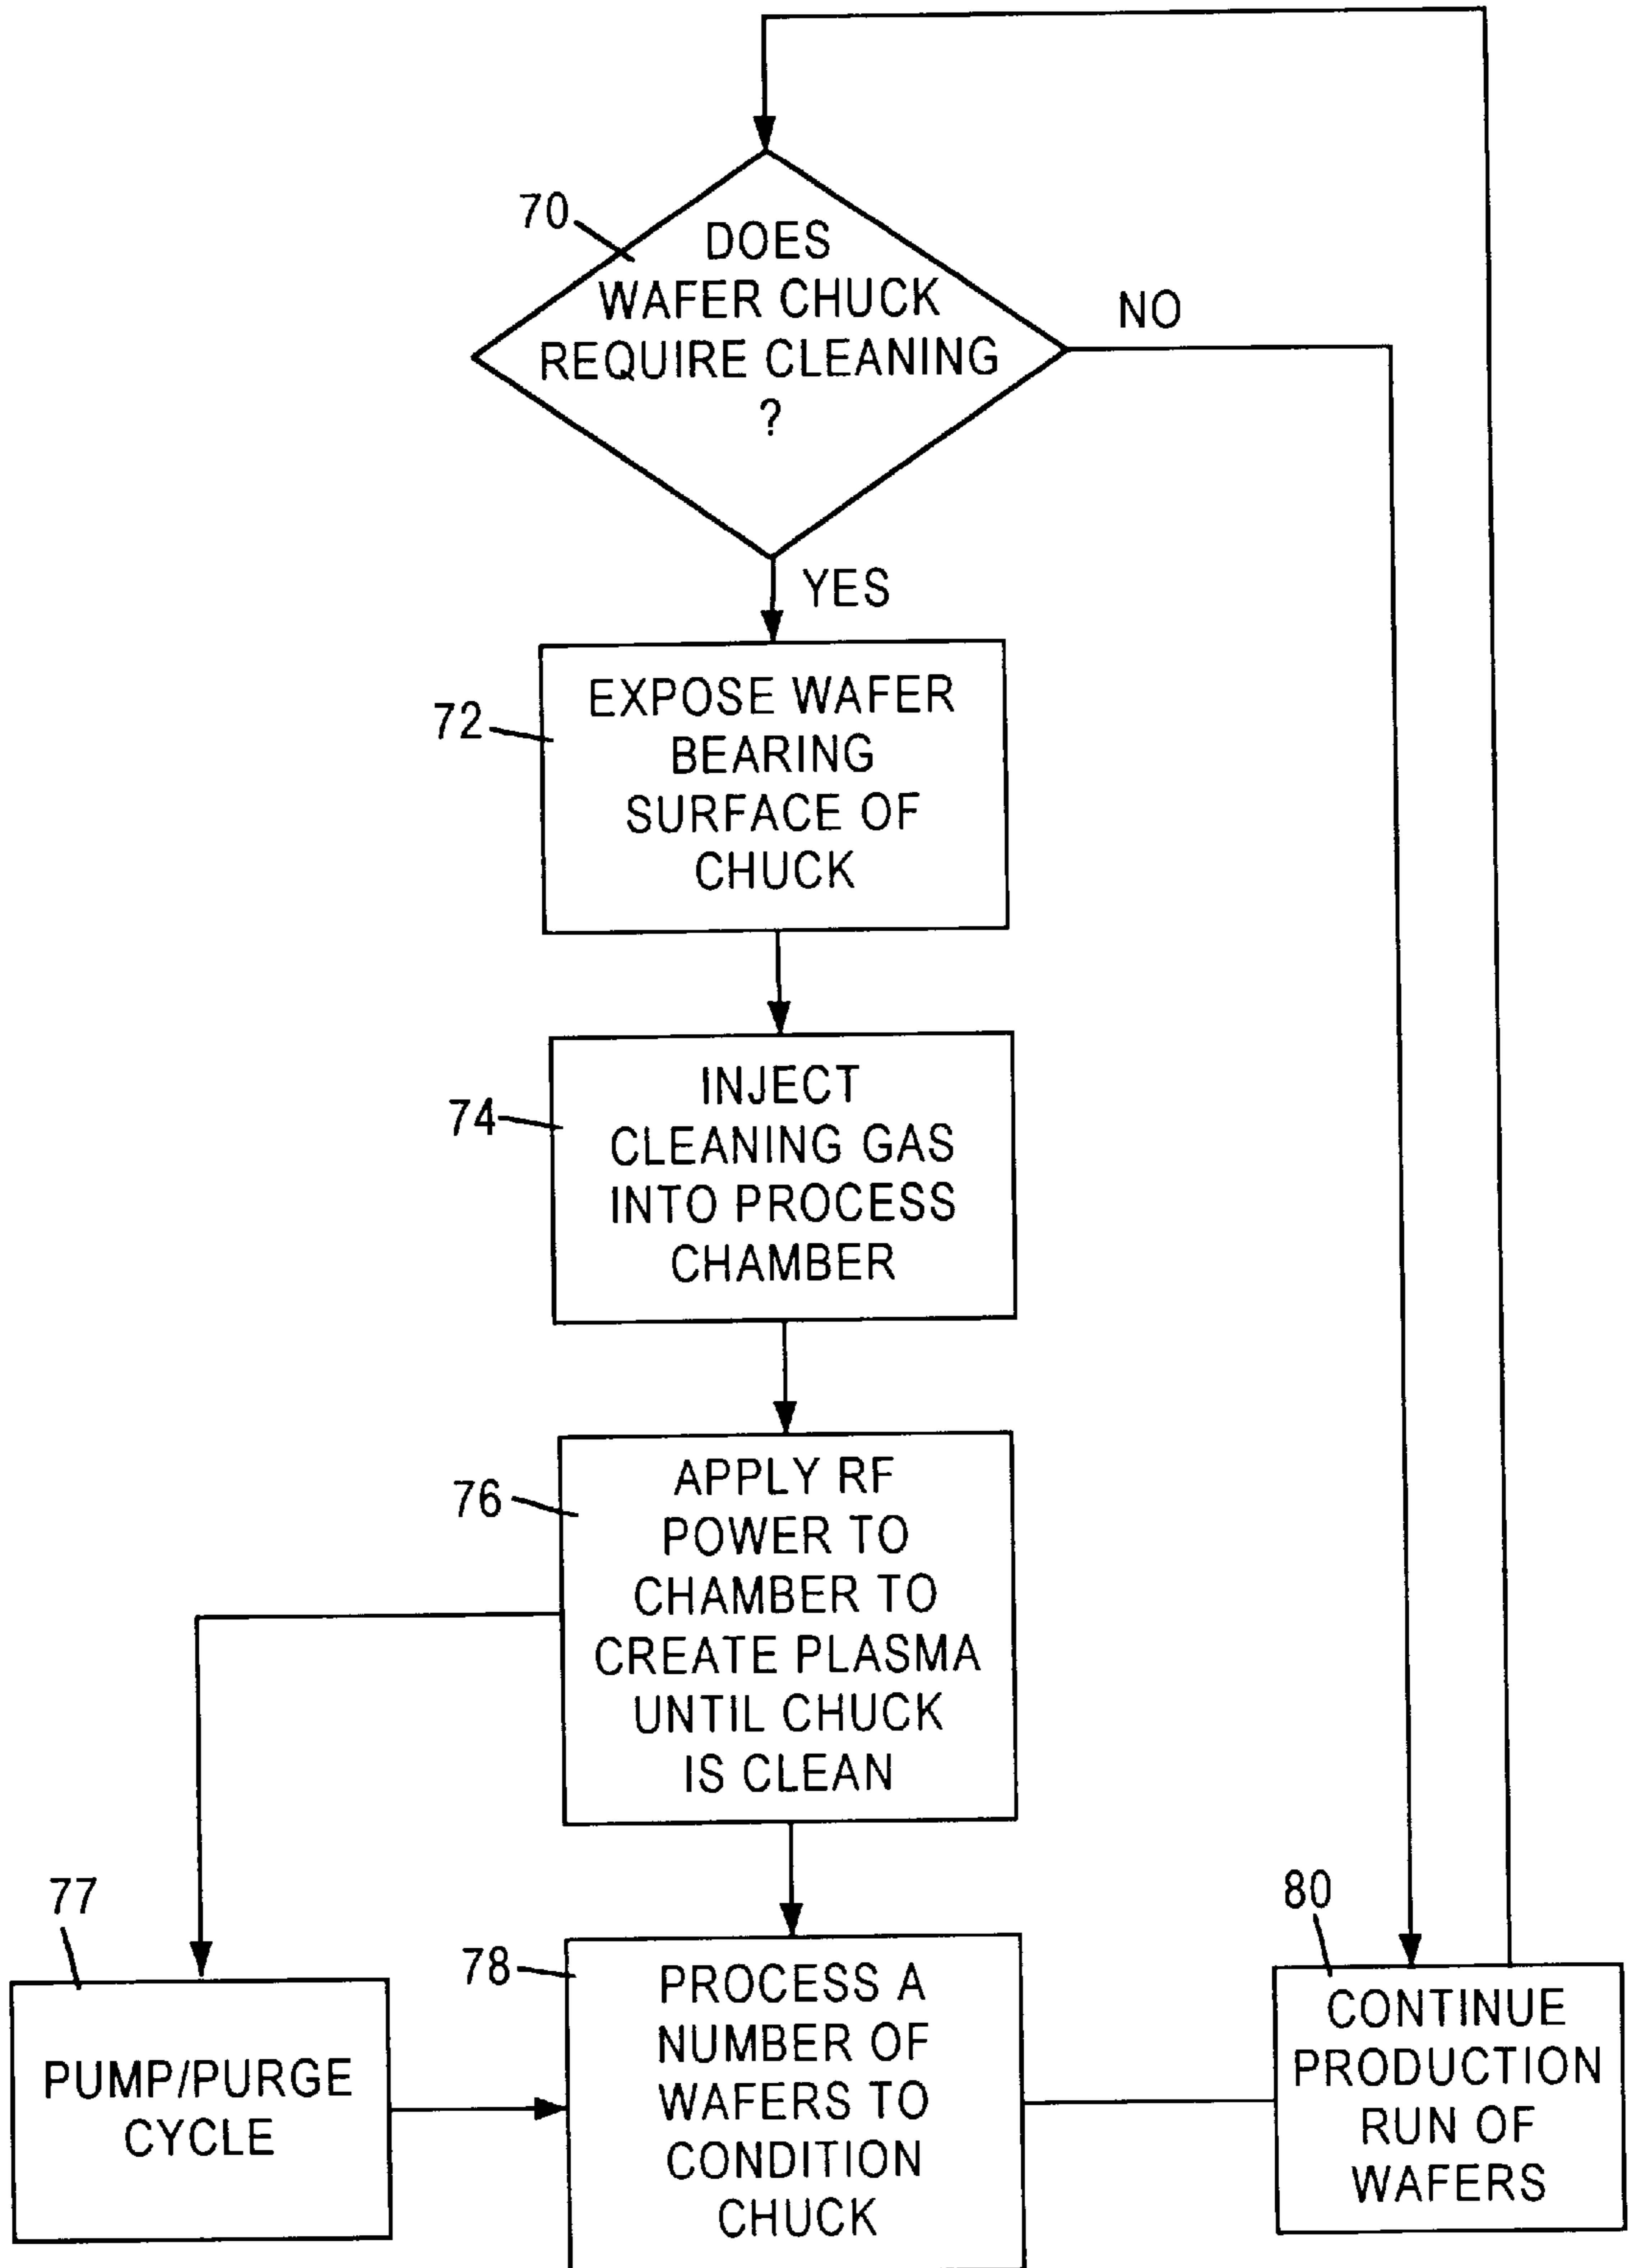 70
DOES
WAFER CHUCK
REQUIRE CLEANING
?
NO
YES
72
EXPOSE WAFER
BEARING
SURFACE OF
CHUCK
74
INJECT
CLEANING GAS
INTO PROCESS
CHAMBER
76
APPLY RF
POWER TO
CHAMBER TO
CREATE PLASMA
UNTIL CHUCK
IS CLEAN
77
PUMP/PURGE
CYCLE
78
PROCESS A
NUMBER OF
WAFERS TO
CONDITION
CHUCK
80
CONTINUE
PRODUCTION
RUN OF
WAFERS